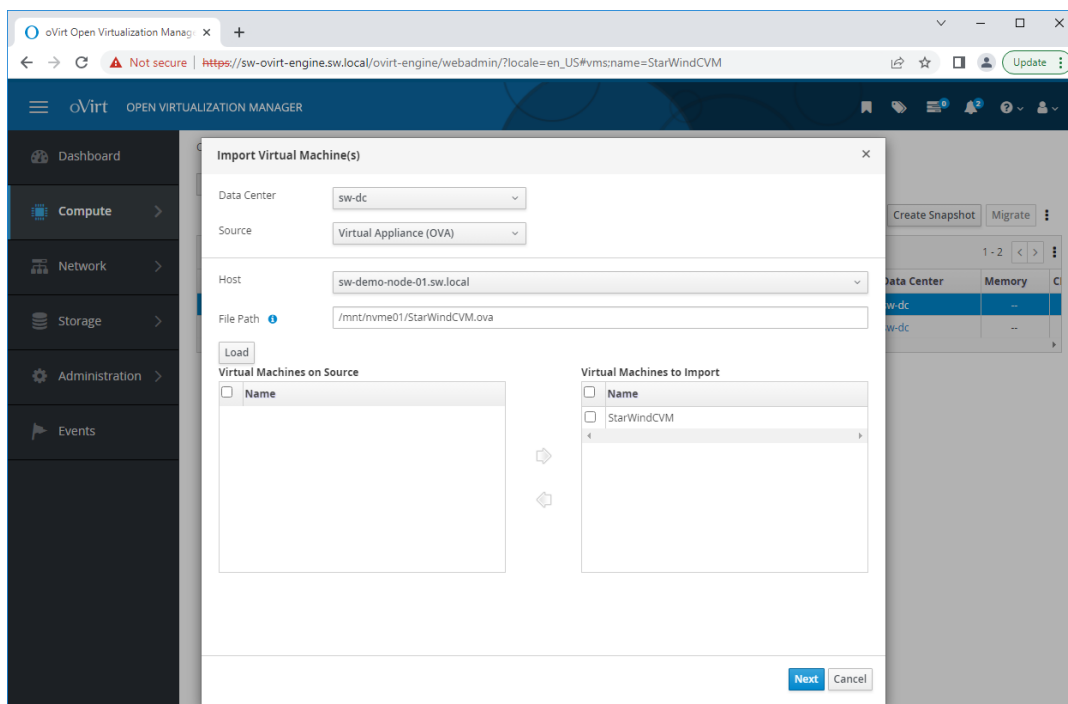 oVirt Open Virtualization Manag
Not secure https://sw-ovirt-engine.sw.local/ovirt-engine/webadmin/?locale=en_US#vms:name=StarWindCVM
Update
oVirt OPEN VIRTUALIZATION MANAGER
0
2
Dashboard
Compute
Network
Storage
Administration
Events
Import Virtual Machine(s)
Data Center
sw-dc
Source
Virtual Appliance (OVA)
Host
sw-demo-node-01.sw.local
File Path
/mnt/nvme01/StarWindCVM.ova
Load
Virtual Machines on Source
Name
Virtual Machines to Import
Name
StarWindCVM
Next
Cancel
Create Snapshot
Migrate
1 - 2
Data Center
Memory
sw-dc
--
sw-dc
--